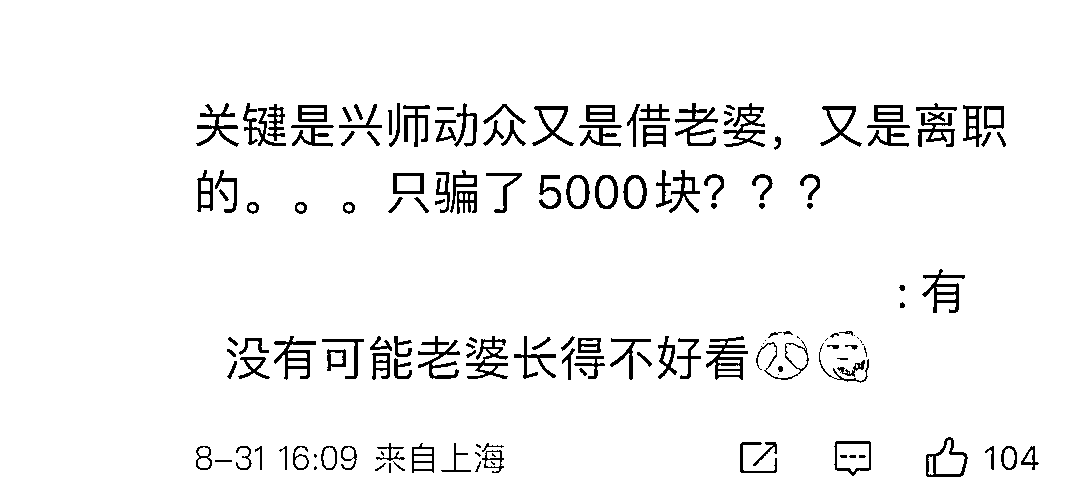 关键是兴师动众又是借老婆，又是离职
的。。。只骗了5000块？？？
: 有
没有可能老婆长得不好看
8-31 16:09 来自上海
104